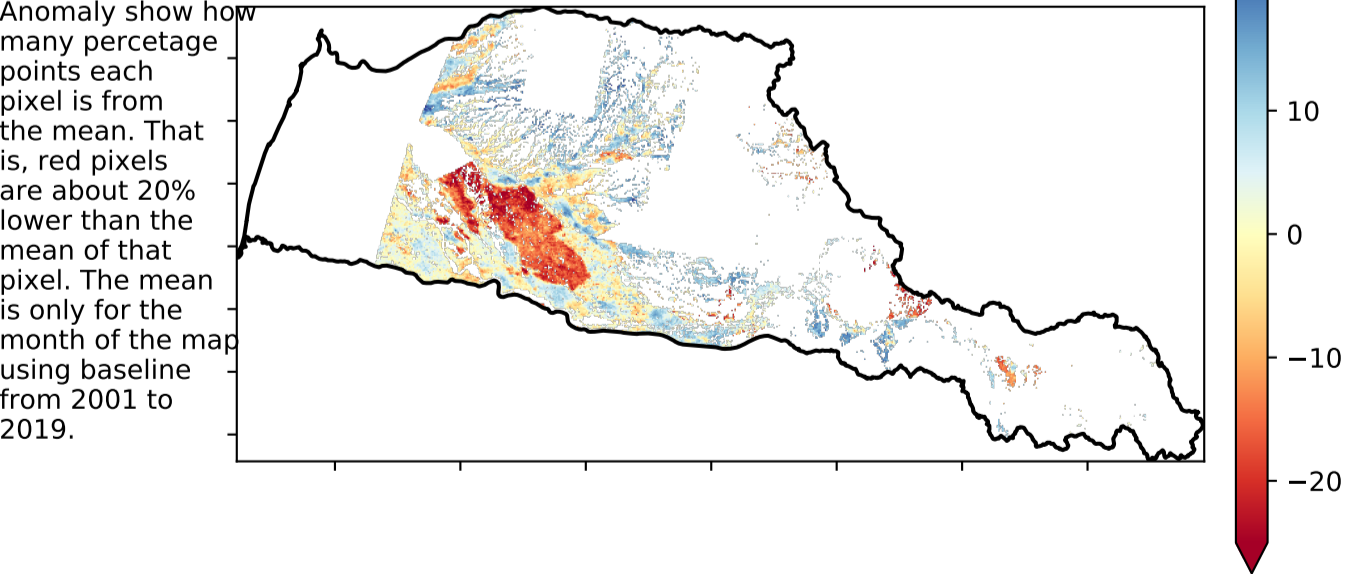 Anomaly show how
many percetage
points each
pixel is from
the mean. That
is, red pixels
are about 20%
lower than the
mean of that
pixel. The mean
is only for the
month of the map
using baseline
from 2001 to
2019.
10
0
−10
−20